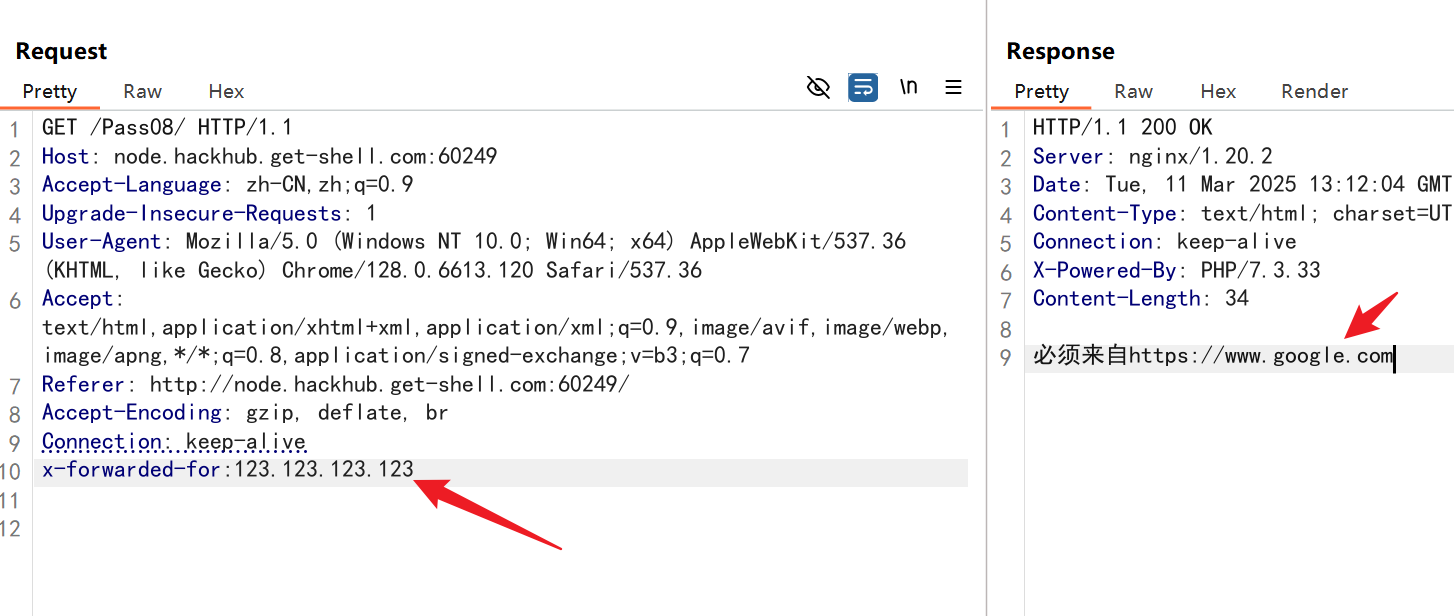 Request
Pretty Raw Hex
\n
1 GET /Pass08/ HTTP/1.1
2 Host: node.hackhub.get-shell.com:60249
3 Accept-Language: zh-CN,zh;q=0.9
4 Upgrade-Insecure-Requests: 1
5 User-Agent: Mozilla/5.0 (Windows NT 10.0; Win64; x64) AppleWebKit/537.36
(KHTML, like Gecko) Chrome/128.0.6613.120 Safari/537.36
6 Accept:
text/html,application/xhtml+xml,application/xml;q=0.9,image/avif,image/webp,
image/apng,*/*;q=0.8,application/signed-exchange;v=b3;q=0.7
7 Referer: http://node.hackhub.get-shell.com:60249/
8 Accept-Encoding: gzip, deflate, br
9 Connection: keep-alive
10 x-forwarded-for:123.123.123.123
11
12
Response
Pretty Raw Hex Render
1 HTTP/1.1 200 OK
2 Server: nginx/1.20.2
3 Date: Tue, 11 Mar 2025 13:12:04 GMT
4 Content-Type: text/html; charset=UT
5 Connection: keep-alive
6 X-Powered-By: PHP/7.3.33
7 Content-Length: 34
8
9 必须来自https://www.google.com